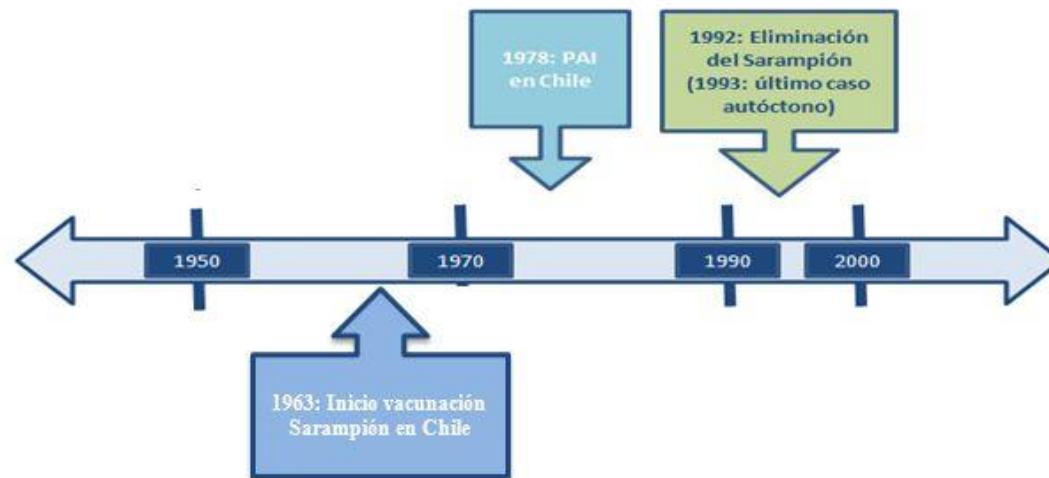 1978: PAI
en Chile
1992: Eliminación
del Sarampión
(1993: último caso
autóctono)
1950
1970
1990
2000
1963: Inicio vacunación
Sarampión en Chile